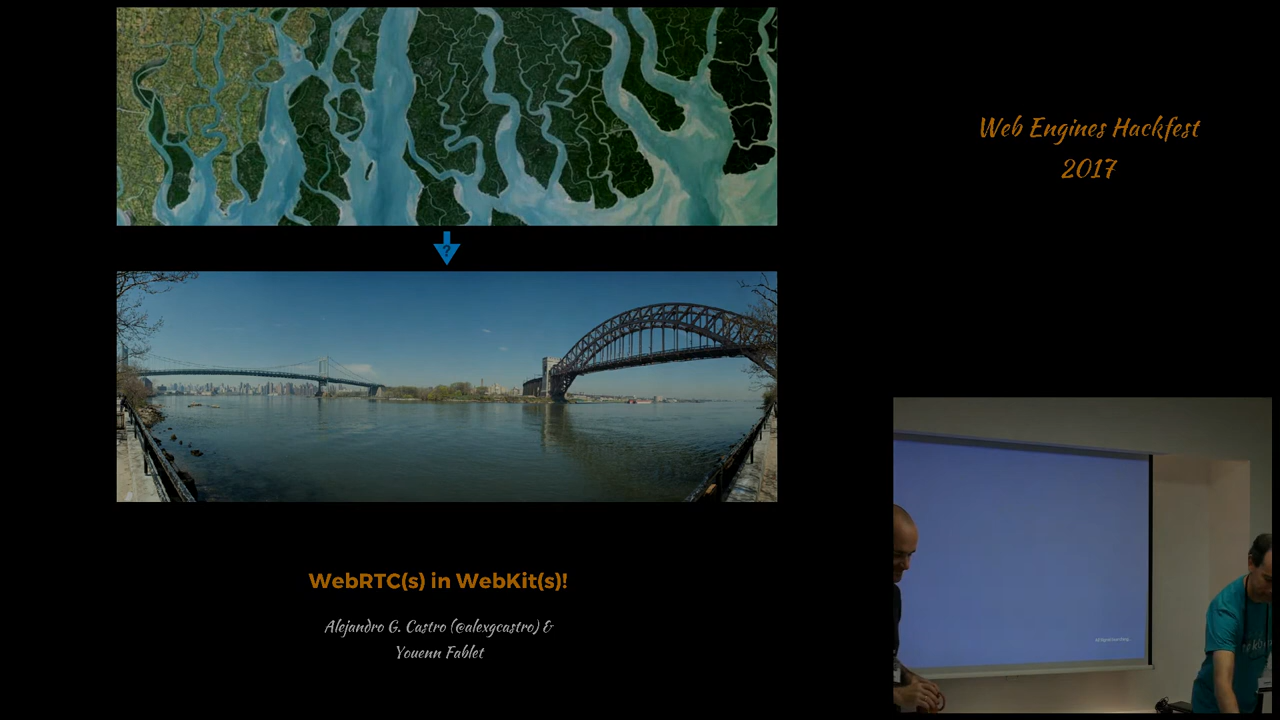 ?
Web Engines Hackfest
2017
WebRTC(s) in WebKit(s)!
Alejandro G. Castro (@alexgcastro) &
Youenn Fablet